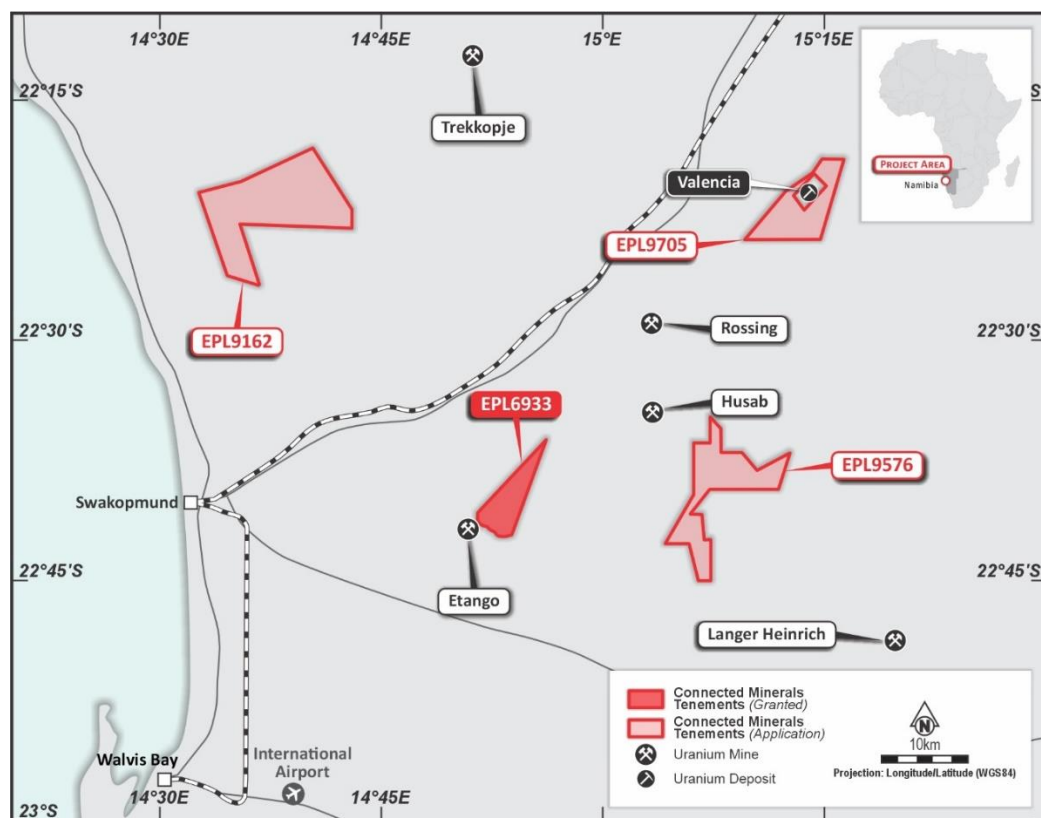 14°30E
14°45E
15°E
15°15E
22°15'S
Trekkopje
PROJECT AREA
Namibia
Valencia
EPL9705
22°30'S
EPL9162
Rossing
22°30'S
EPL6933
Husab
EPL9576
Swakopmund
22°45'S
Etango
22°45'S
Langer Heinrich
Connected Minerals
Tenements (Granted)
Connected Minerals
Tenements (Application)
Uranium Mine
Uranium Deposit
N
10km
Projection: Longitude/Latitude (WGS84)
Walvis Bay
International
Airport
14°30E
14°45E
23°S